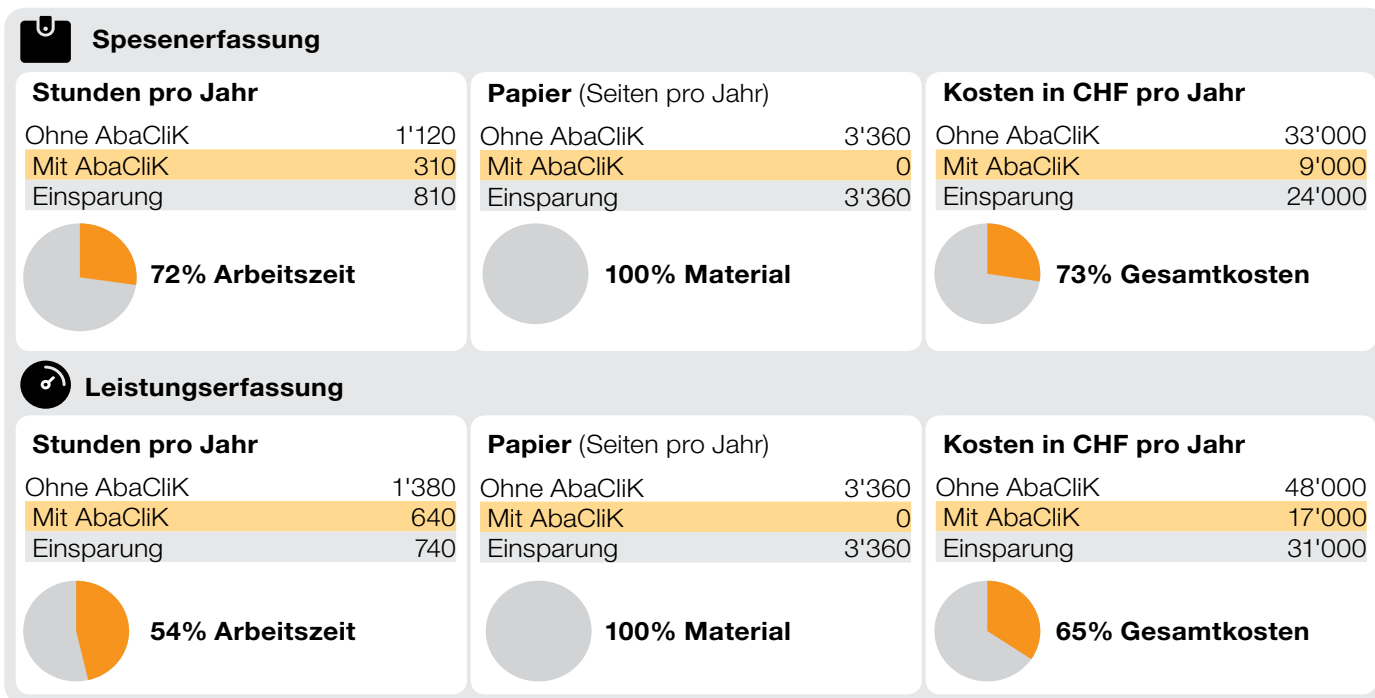 Spesenerfassung
Stunden pro Jahr
Ohne AbaCliK 1'120
Mit AbaCliK 310
Einsparung 810
72% Arbeitszeit
Papier (Seiten pro Jahr)
Ohne AbaCliK 3'360
Mit AbaCliK 0
Einsparung 3'360
100% Material
Kosten in CHF pro Jahr
Ohne AbaCliK 33'000
Mit AbaCliK 9'000
Einsparung 24'000
73% Gesamtkosten
Leistungserfassung
Stunden pro Jahr
Ohne AbaCliK 1'380
Mit AbaCliK 640
Einsparung 740
54% Arbeitszeit
Papier (Seiten pro Jahr)
Ohne AbaCliK 3'360
Mit AbaCliK 0
Einsparung 3'360
100% Material
Kosten in CHF pro Jahr
Ohne AbaCliK 48'000
Mit AbaCliK 17'000
Einsparung 31'000
65% Gesamtkosten